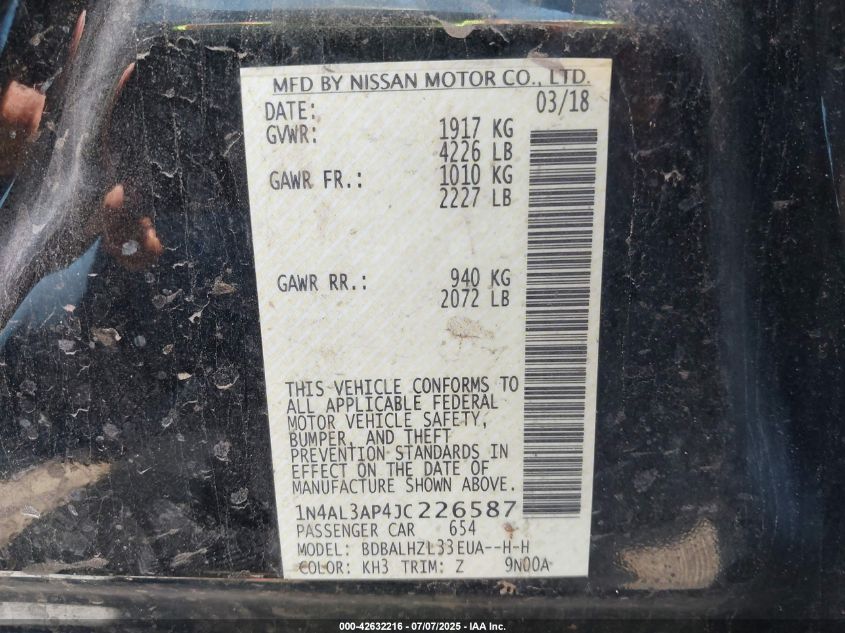 MFD BY NISSAN MOTOR CO., LTD.
DATE: 03/18
GVWR: 1917 KG
4226 LB
GAWR FR.: 1010 KG
2227 LB
GAWR RR.: 940 KG
2072 LB
THIS VEHICLE CONFORMS TO
ALL APPLICABLE FEDERAL
MOTOR VEHICLE SAFETY,
BUMPER, AND THEFT
PREVENTION STANDARDS IN
EFFECT ON THE DATE OF
MANUFACTURE SHOWN ABOVE.
1N4AL3AP4JC226587
PASSENGER CAR 654
MODEL: BDBALHZL33EUA--H-H
COLOR: KH3 TRIM: Z 9N00A
000-42632216 - 07/07/2025 - IAA Inc.